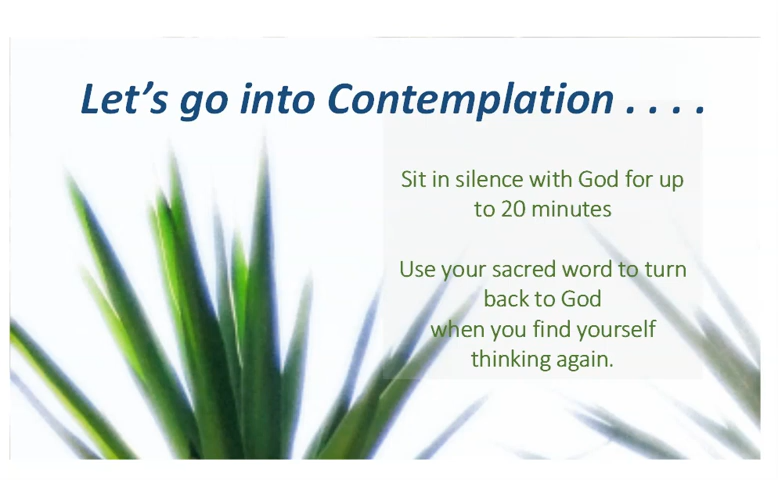 Let's go into Contemplation . . . .
Sit in silence with God for up
to 20 minutes
Use your sacred word to turn
back to God
when you find yourself
thinking again.